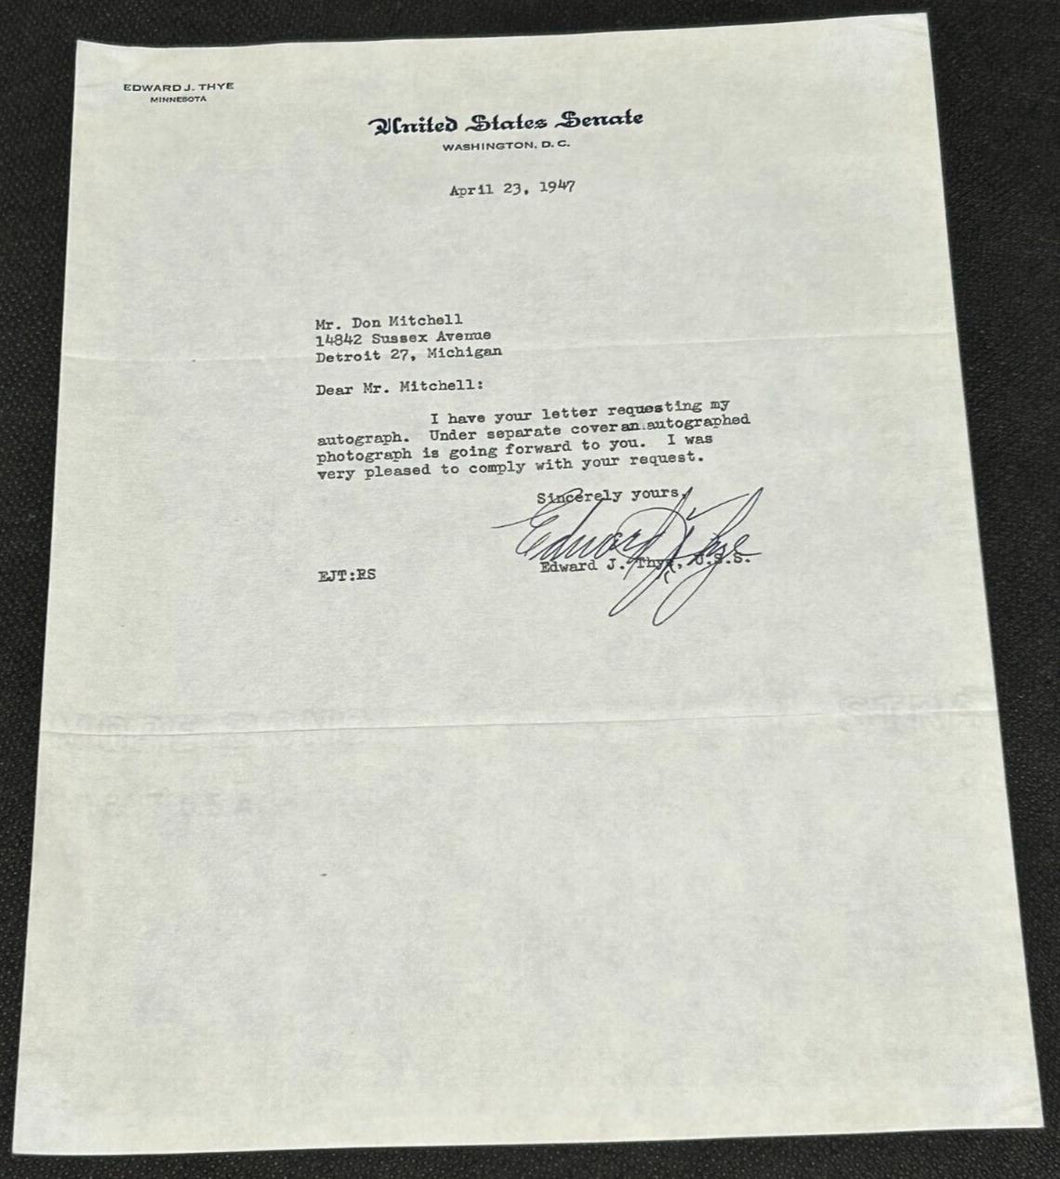 EDWARD J. THYE
MINNESOTA
United States Senate
WASHINGTON, D. C.
April 23, 1947
Mr. Don Mitchell
14842 Sussex Avenue
Detroit 27, Michigan
Dear Mr. Mitchell:
I have your letter requesting my
autograph. Under separate cover an autographed
photograph is going forward to you. I was
very pleased to comply with your request.
Sincerely yours,
Edward J Thye
Edward J. Thye, U.S.S.
EJT:RS